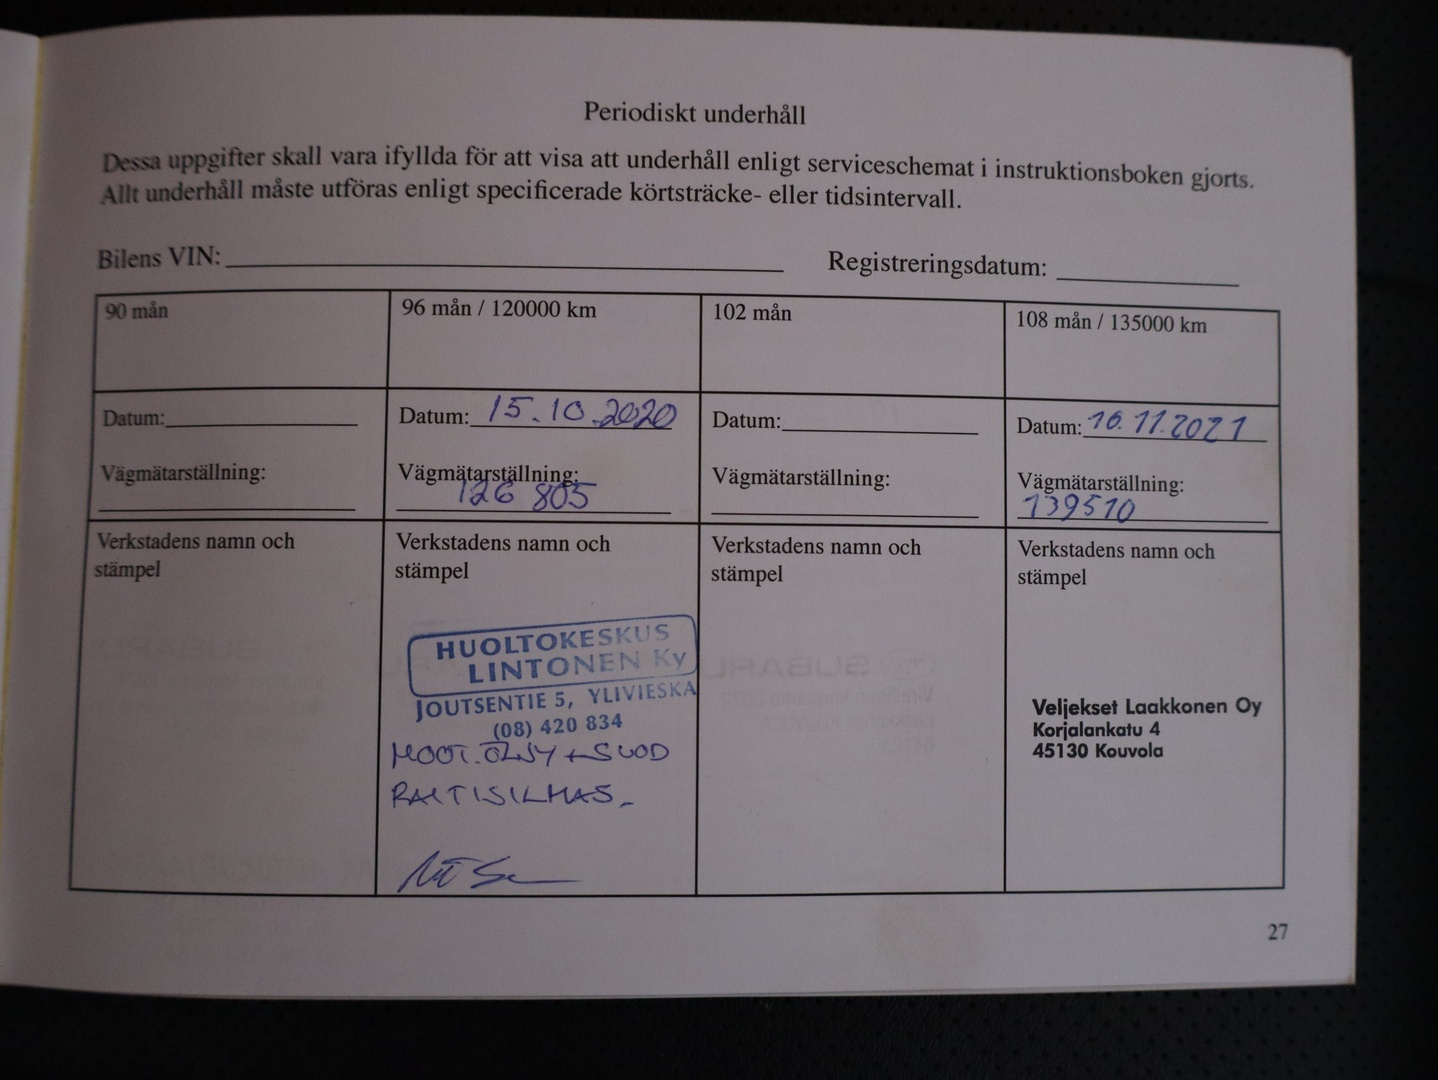 Periodiskt underhåll
Dessa uppgifter skall vara ifyllda för att visa att underhåll enligt serviceschemat i instruktionsboken gjorts.
Allt underhåll måste utföras enligt specificerade körtsträcke- eller tidsintervall.
Bilens VIN: Registreringsdatum:
90 mån
Datum:
Vägmätarställning:
Verkstadens namn och
stämpel
96 mån / 120000 km
Datum: 15.10.2020
Vägmätarställning:
126 805
Verkstadens namn och
stämpel
HUOLTOKESKUS
LINTONEN Ky
JOUTSENTIE 5, YLIVIESKA
(08) 420 834
MOOT.ÖLJY + SUOD
RAITISILMAS.
102 mån
Datum:
Vägmätarställning:
Verkstadens namn och
stämpel
108 mån / 135000 km
Datum: 16.11.2021
Vägmätarställning:
139510
Verkstadens namn och
stämpel
Veljekset Laakkonen Oy
Korjalankatu 4
45130 Kouvola
27